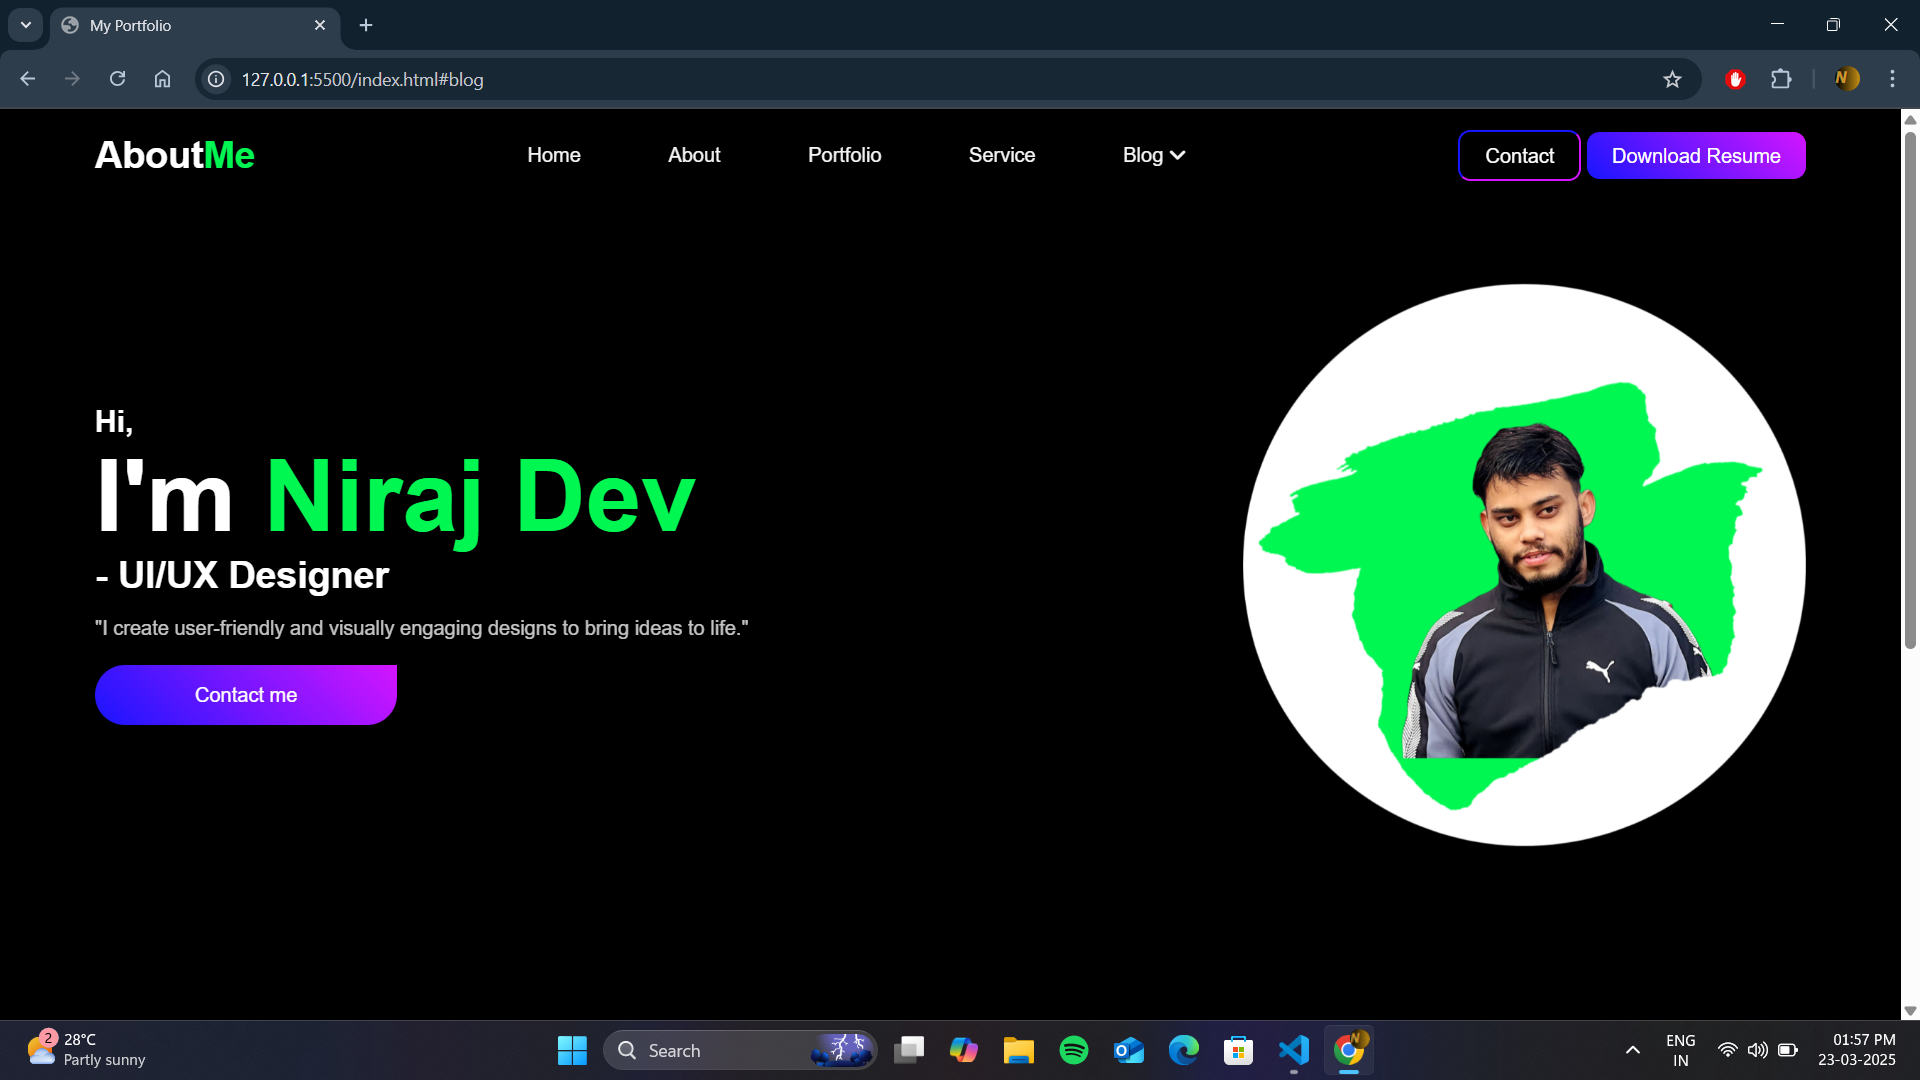 My Portfolio
127.0.0.1:5500/index.html#blog
N
AboutMe
Home
About
Portfolio
Service
Blog
Contact
Download Resume
Hi,
I'm Niraj Dev
- UI/UX Designer
"I create user-friendly and visually engaging designs to bring ideas to life."
Contact me
2
28°C
Partly sunny
Search
ENG
IN
01:57 PM
23-03-2025